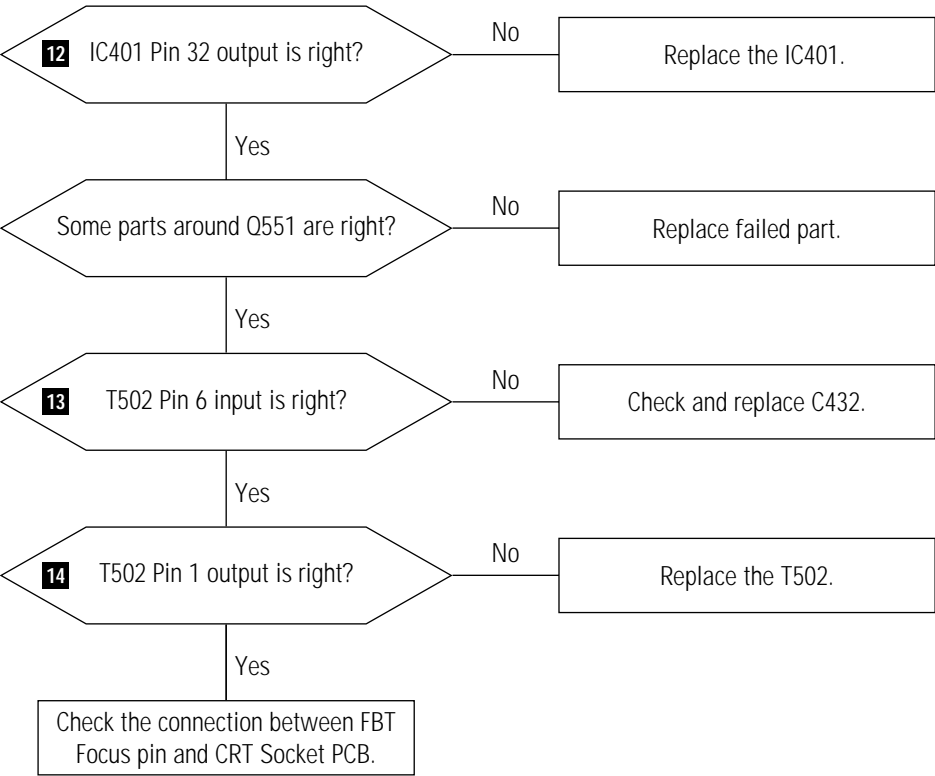 12 IC401 Pin 32 output is right?
No
Replace the IC401.
Yes
Some parts around Q551 are right?
No
Replace failed part.
Yes
13 T502 Pin 6 input is right?
No
Check and replace C432.
Yes
14 T502 Pin 1 output is right?
No
Replace the T502.
Yes
Check the connection between FBT
Focus pin and CRT Socket PCB.